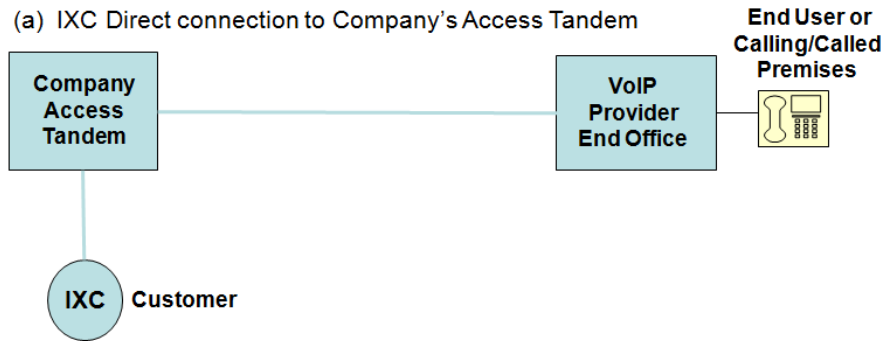 (a) IXC Direct connection to Company's Access Tandem
End User or
Calling/Called
Premises
Company
Access
Tandem
VoIP
Provider
End Office
IXC
Customer